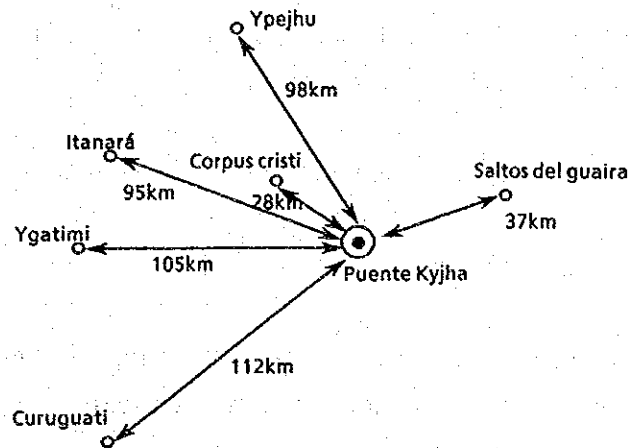 Ypejhu
98km
Itanará
Corpus cristi
Saltos del guaira
95km
28km
37km
Ygatimi
105km
Puente Kyjha
112km
Curuguati